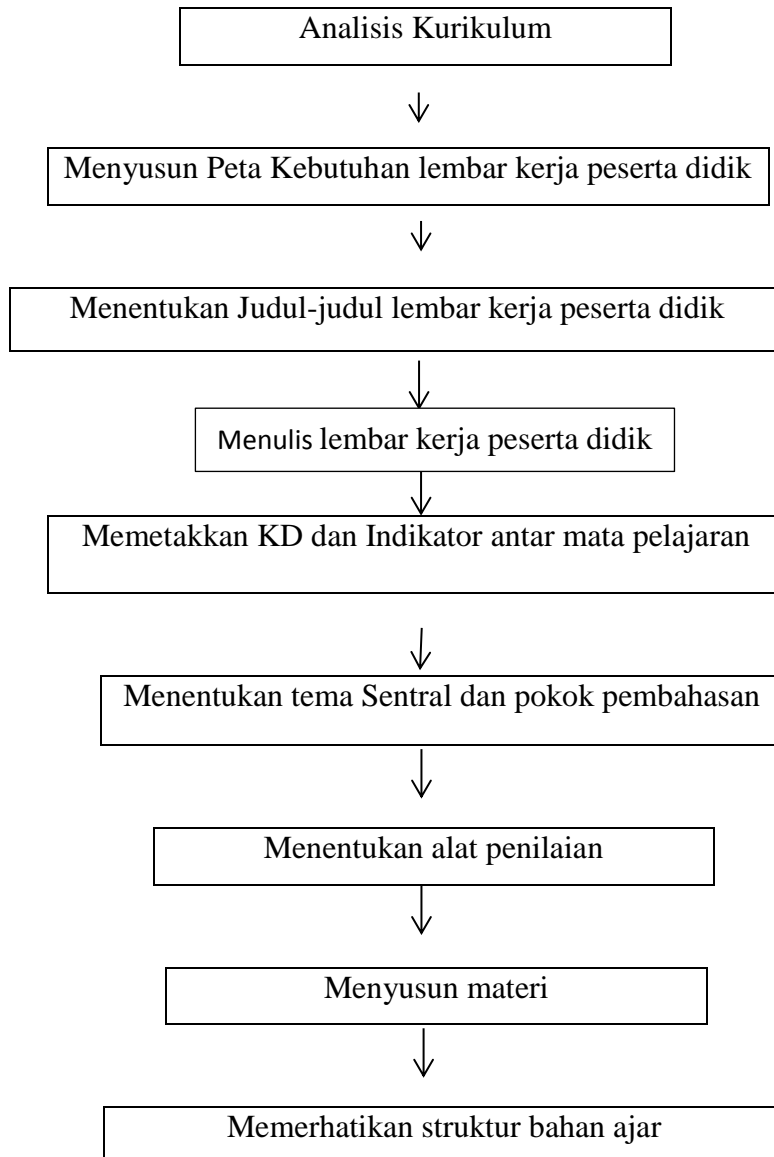 Analisis Kurikulum
Menyusun Peta Kebutuhan lembar kerja peserta didik
Menentukan Judul-judul lembar kerja peserta didik
Menulis lembar kerja peserta didik
Memetakkan KD dan Indikator antar mata pelajaran
Menentukan tema Sentral dan pokok pembahasan
Menentukan alat penilaian
Menyusun materi
Memerhatikan struktur bahan ajar